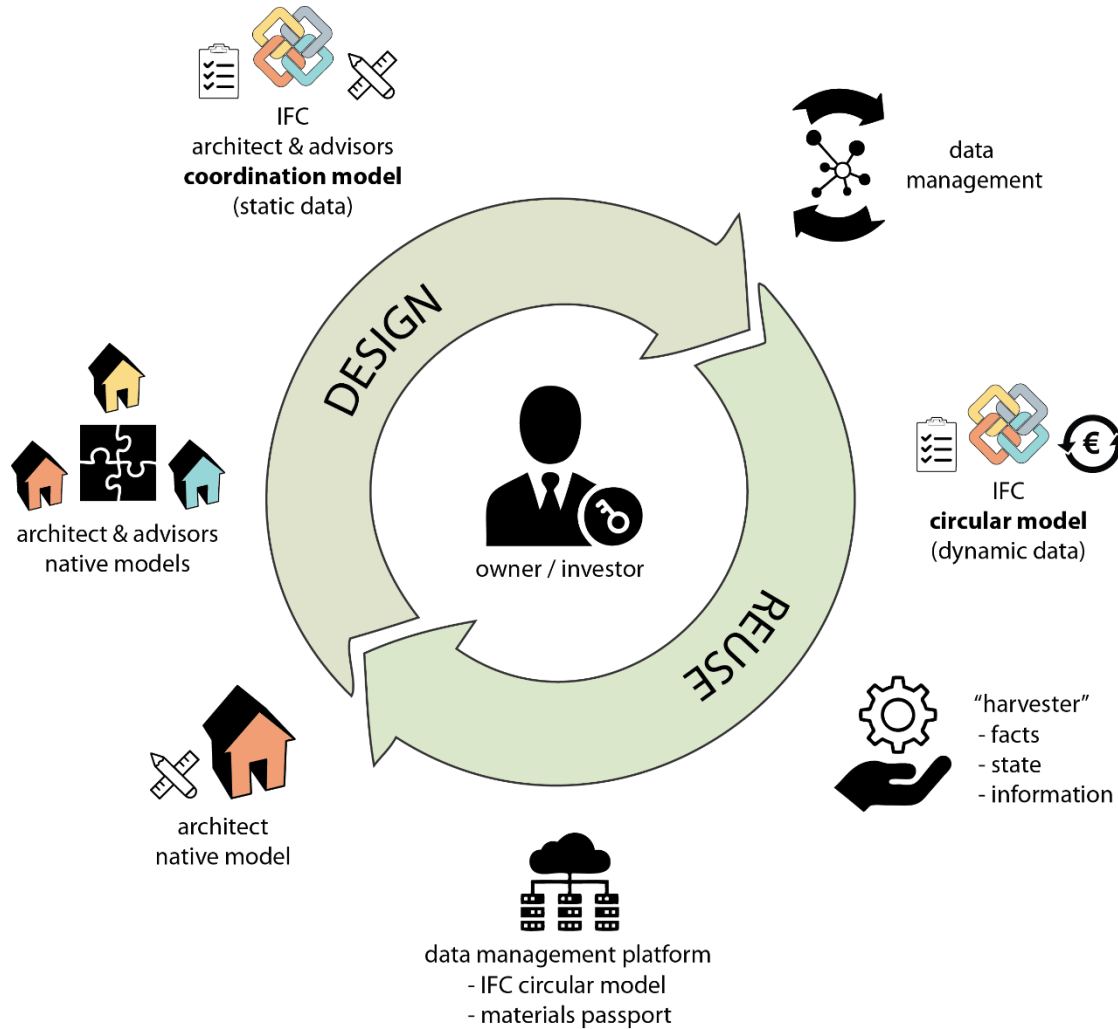 IFC
architect & advisors
coordination model
(static data)
data
management
DESIGN
architect & advisors
native models
owner / investor
€
IFC
circular model
(dynamic data)
REUSE
“harvester”
- facts
- state
- information
architect
native model
data management platform
- IFC circular model
- materials passport